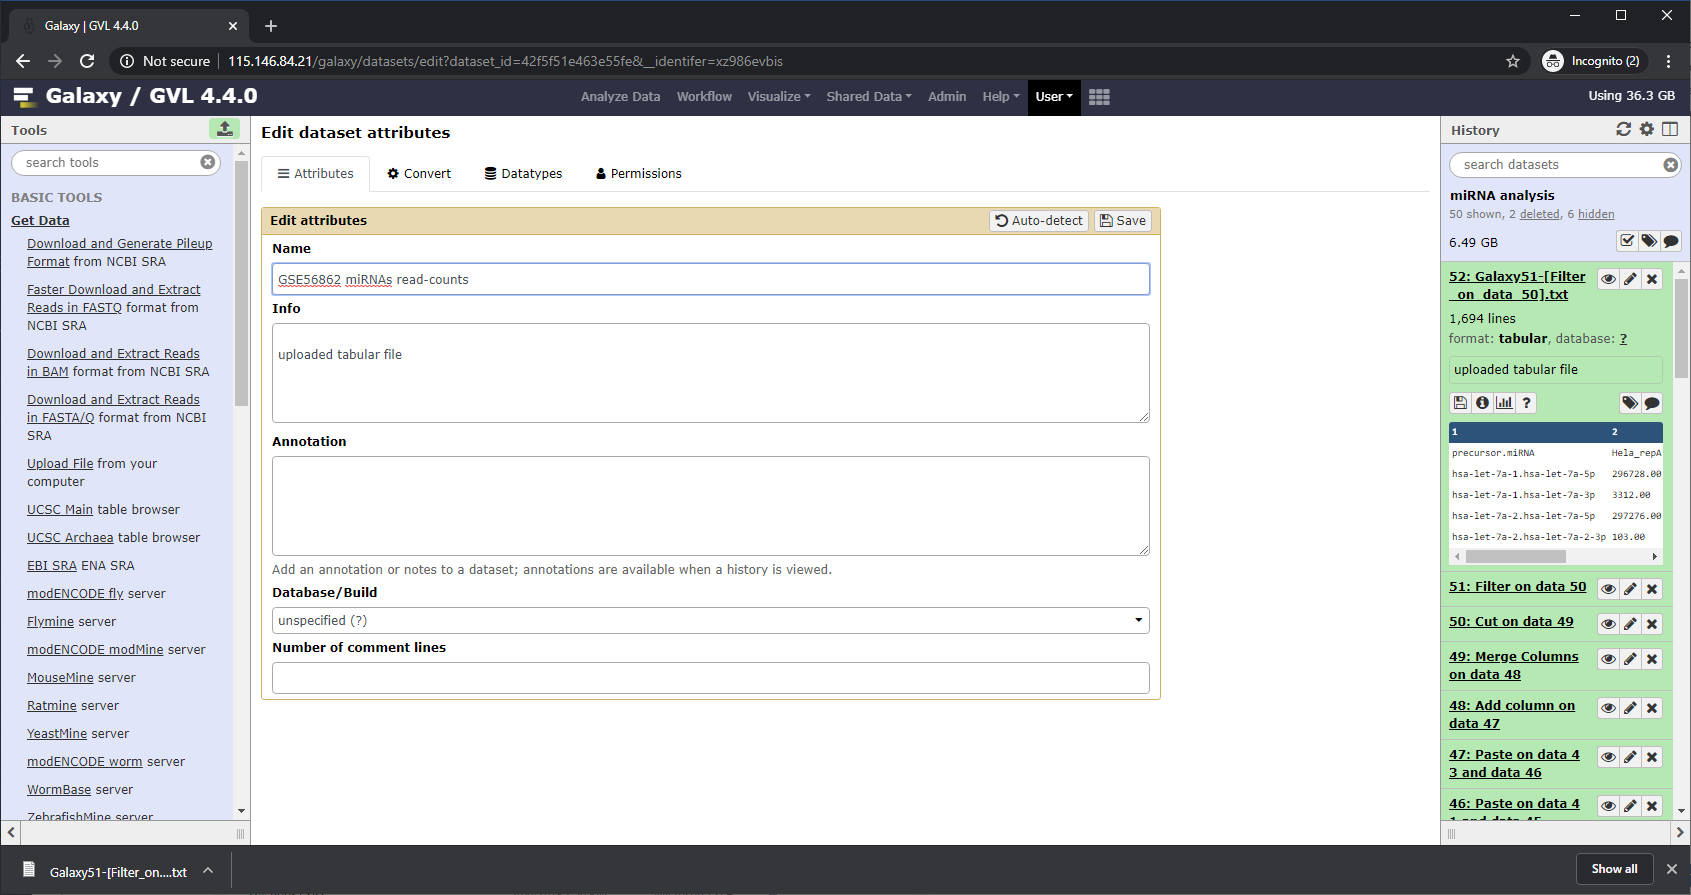 Galaxy | GVL 4.4.0
Not secure
115.146.84.21/galaxy/datasets/edit?dataset_id=42f5f51e463e55fe&__identifer=xz986evbis
Incognito (2)
Galaxy / GVL 4.4.0
Analyze Data
Workflow
Visualize
Shared Data
Admin
Help
User
Using 36.3 GB
Tools
search tools
BASIC TOOLS
Get Data
Download and Generate Pileup
Format from NCBI SRA
Faster Download and Extract
Reads in FASTQ format from
NCBI SRA
Download and Extract Reads
in BAM format from NCBI SRA
Download and Extract Reads
in FASTA/Q format from NCBI
SRA
Upload File from your
computer
UCSC Main table browser
UCSC Archaea table browser
EBI SRA ENA SRA
modENCODE fly server
Flymine server
modENCODE modMine server
MouseMine server
Ratmine server
YeastMine server
modENCODE worm server
WormBase server
ZebrafishMine server
Edit dataset attributes
Attributes
Convert
Datatypes
Permissions
Edit attributes
Auto-detect
Save
Name
GSE56862 miRNAs read-counts
Info
uploaded tabular file
Annotation
Add an annotation or notes to a dataset; annotations are available when a history is viewed.
Database/Build
unspecified (?)
Number of comment lines
History
search datasets
miRNA analysis
50 shown, 2 deleted, 6 hidden
6.49 GB
52: Galaxy51-[Filter
_on_data_50].txt
1,694 lines
format: tabular, database: ?
uploaded tabular file
1 2
precursor.miRNA Hela_repA
hsa-let-7a-1.hsa-let-7a-5p 296728.00
hsa-let-7a-1.hsa-let-7a-3p 3312.00
hsa-let-7a-2.hsa-let-7a-5p 297276.00
hsa-let-7a-2.hsa-let-7a-2-3p 103.00
51: Filter on data 50
50: Cut on data 49
49: Merge Columns
on data 48
48: Add column on
data 47
47: Paste on data 4
3 and data 46
46: Paste on data 4
1 and data 45
Galaxy51-[Filter_on....txt
Show all